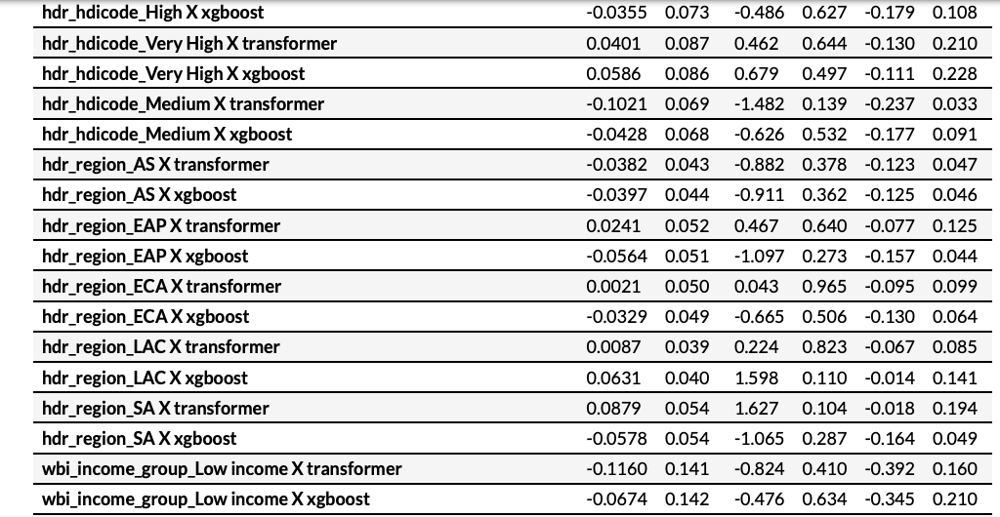 hdr_hdicode_High X xgboost -0.0355 0.073 -0.486 0.627 -0.179 0.108
hdr_hdicode_Very High X transformer 0.0401 0.087 0.462 0.644 -0.130 0.210
hdr_hdicode_Very High X xgboost 0.0586 0.086 0.679 0.497 -0.111 0.228
hdr_hdicode_Medium X transformer -0.1021 0.069 -1.482 0.139 -0.237 0.033
hdr_hdicode_Medium X xgboost -0.0428 0.068 -0.626 0.532 -0.177 0.091
hdr_region_AS X transformer -0.0382 0.043 -0.882 0.378 -0.123 0.047
hdr_region_AS X xgboost -0.0397 0.044 -0.911 0.362 -0.125 0.046
hdr_region_EAP X transformer 0.0241 0.052 0.467 0.640 -0.077 0.125
hdr_region_EAP X xgboost -0.0564 0.051 -1.097 0.273 -0.157 0.044
hdr_region_ECA X transformer 0.0021 0.050 0.043 0.965 -0.095 0.099
hdr_region_ECA X xgboost -0.0329 0.049 -0.665 0.506 -0.130 0.064
hdr_region_LAC X transformer 0.0087 0.039 0.224 0.823 -0.067 0.085
hdr_region_LAC X xgboost 0.0631 0.040 1.598 0.110 -0.014 0.141
hdr_region_SA X transformer 0.0879 0.054 1.627 0.104 -0.018 0.194
hdr_region_SA X xgboost -0.0578 0.054 -1.065 0.287 -0.164 0.049
wbi_income_group_Low income X transformer -0.1160 0.141 -0.824 0.410 -0.392 0.160
wbi_income_group_Low income X xgboost -0.0674 0.142 -0.476 0.634 -0.345 0.210